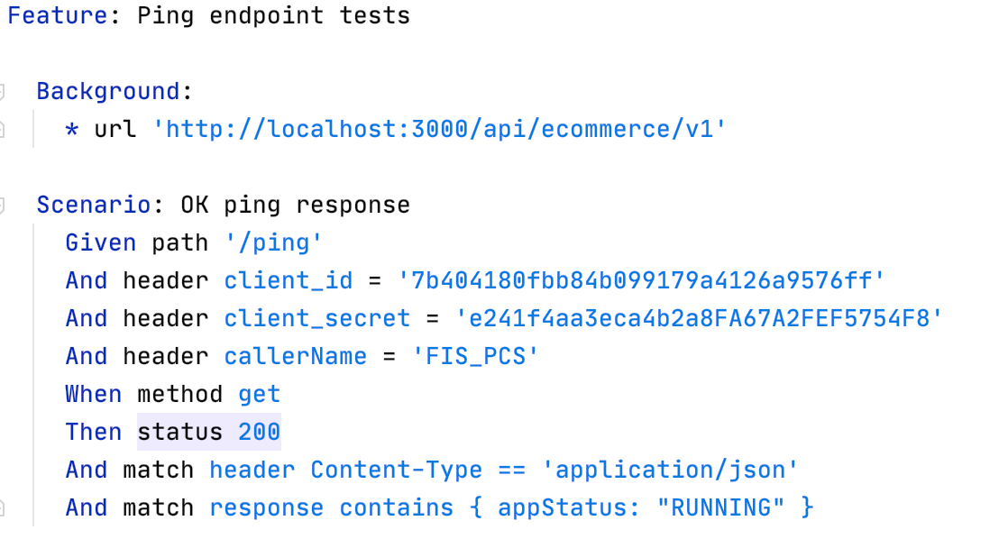 Feature: Ping endpoint tests
Background:
* url 'http://localhost:3000/api/ecommerce/v1'
Scenario: OK ping response
Given path '/ping'
And header client_id = '7b404180fbb84b099179a4126a9576ff'
And header client_secret = 'e241f4aa3eca4b2a8FA67A2FEF5754F8'
And header callerName = 'FIS_PCS'
When method get
Then status 200
And match header Content-Type == 'application/json'
And match response contains { appStatus: "RUNNING" }